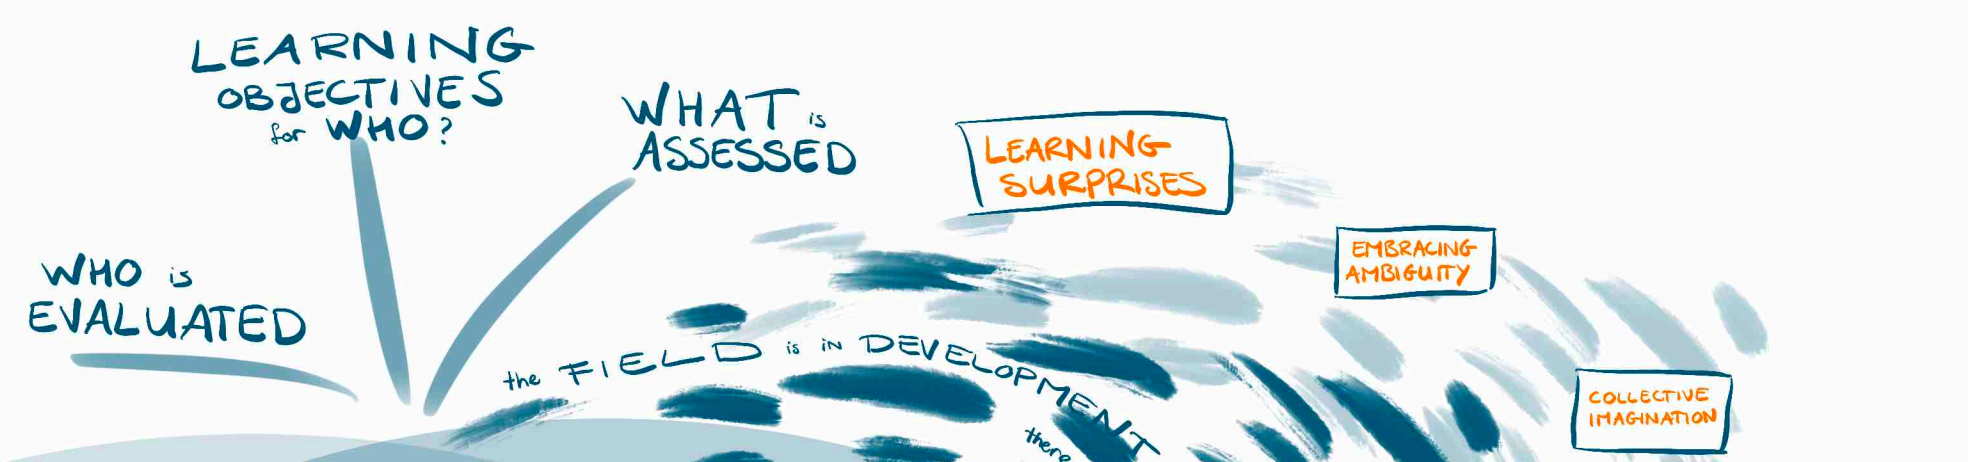 LEARNING
OBJECTIVES
for WHO?
WHAT is
ASSESSED
WHO is
EVALUATED
LEARNING
SURPRISES
EMBRACING
AMBIGUITY
COLLECTIVE
IMAGINATION
the FIELD is in DEVELOPMENT
there